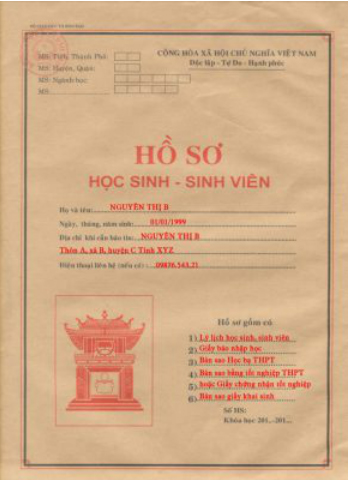 MS: Tỉnh, Thành Phố:
CỘNG HÒA XÃ HỘI CHỦ NGHĨA VIỆT NAM
MS: Huyện, Quận:
Độc lập - Tự Do - Hạnh phúc
MS: Ngành học:
MS:
HỒ SƠ
HỌC SINH - SINH VIÊN
Họ và tên: NGUYỄN THỊ B
Ngày, tháng, năm sinh: 01/01/1999
Địa chỉ khi cần báo tin: NGUYỄN THỊ B
Thôn A, xã B, huyện C Tỉnh XYZ
Điện thoại liên hệ (nếu có): 09876.543.21
Hồ sơ gồm có
1) Lý lịch học sinh, sinh viên
2) Giấy báo nhập học
3) Bản sao Học bạ THPT
4) Bản sao bằng tốt nghiệp THPT
5) hoặc Giấy chứng nhận tốt nghiệp
6) Bản sao giấy khai sinh
Số HS:
Khóa học 201...-201...